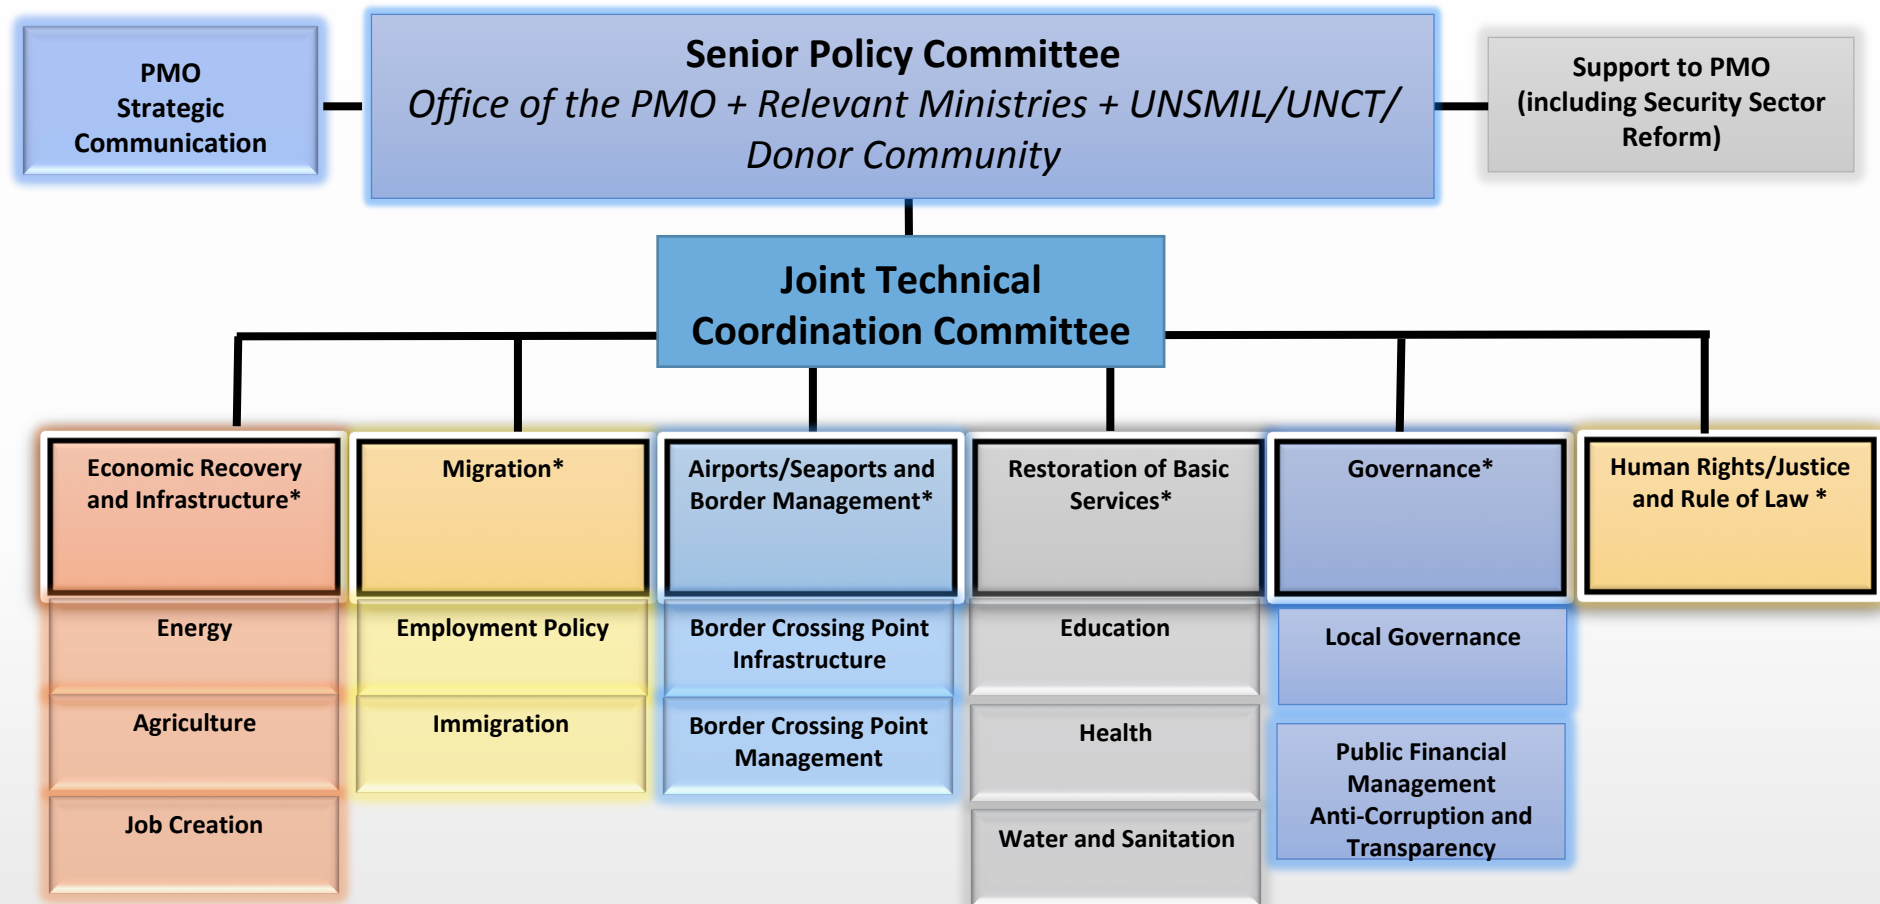 PMO
Strategic
Communication
Senior Policy Committee
Office of the PMO + Relevant Ministries + UNSMIL/UNCT/
Donor Community
Support to PMO
(including Security Sector
Reform)
Joint Technical
Coordination Committee
Economic Recovery
and Infrastructure*
Migration*
Airports/Seaports and
Border Management*
Restoration of Basic
Services*
Governance*
Human Rights/Justice
and Rule of Law *
Energy
Agriculture
Job Creation
Employment Policy
Immigration
Border Crossing Point
Infrastructure
Border Crossing Point
Management
Education
Health
Water and Sanitation
Local Governance
Public Financial
Management
Anti-Corruption and
Transparency